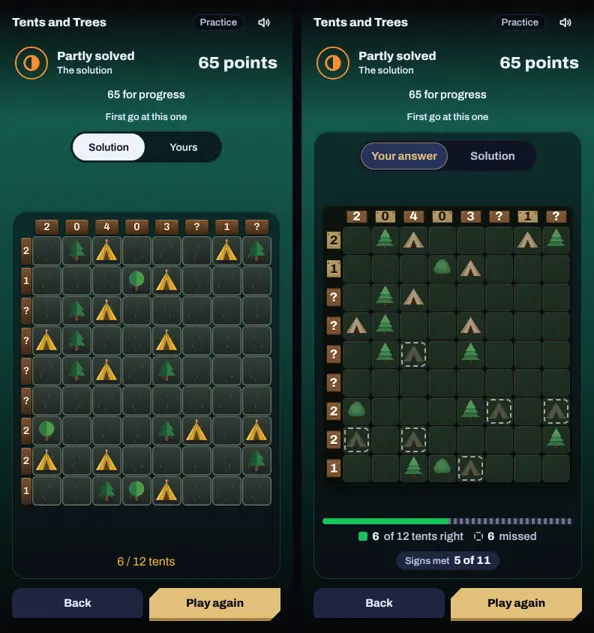 Tents and Trees
Practice
Partly solved
The solution
65 points
65 for progress
First go at this one
Solution
Yours
2 0 4 0 3 ? 1 ?
2
1
?
?
?
?
2
2
1
6 / 12 tents
Back
Play again
Tents and Trees
Practice
Partly solved
The solution
65 points
65 for progress
First go at this one
Your answer
Solution
2 0 4 0 3 ? 1 ?
2
1
?
?
?
?
2
2
1
6 of 12 tents right
6 missed
Signs met 5 of 11
Back
Play again